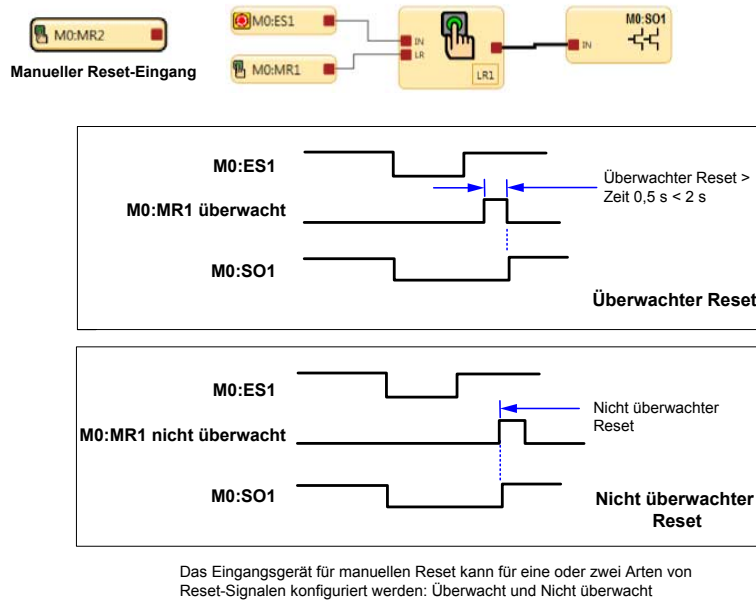 M0:MR2
Manueller Reset-Eingang
M0:ES1
M0:MR1
IN
LR
LR1
M0:SO1
IN
M0:ES1
Überwachter Reset >
Zeit 0,5 s < 2 s
M0:MR1 überwacht
M0:SO1
Überwachter Reset
M0:ES1
Nicht überwachter
Reset
M0:MR1 nicht überwacht
M0:SO1
Nicht überwachter
Reset
Das Eingangsgerät für manuellen Reset kann für eine oder zwei Arten von
Reset-Signalen konfiguriert werden: Überwacht und Nicht überwacht